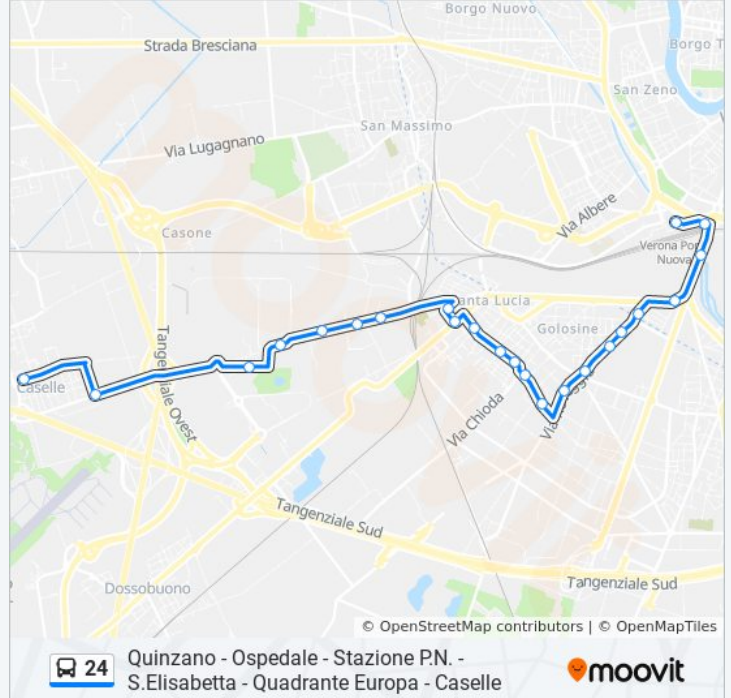 Borgo Nuovo
Strada Bresciana
Borgo T
San Zeno
San Massimo
Via Lugagnano
Via Albere
Casone
Verona Por
Nuova
anta Lucia
Golosine
Tangenziale Ovest
Caselle
Via Chioda
Tangenziale Sud
Tangenziale Sud
Dossobuono
© OpenStreetMap contributors | © OpenMapTiles
24
Quinzano - Ospedale - Stazione P.N. -
S.Elisabetta - Quadrante Europa - Caselle
moovit